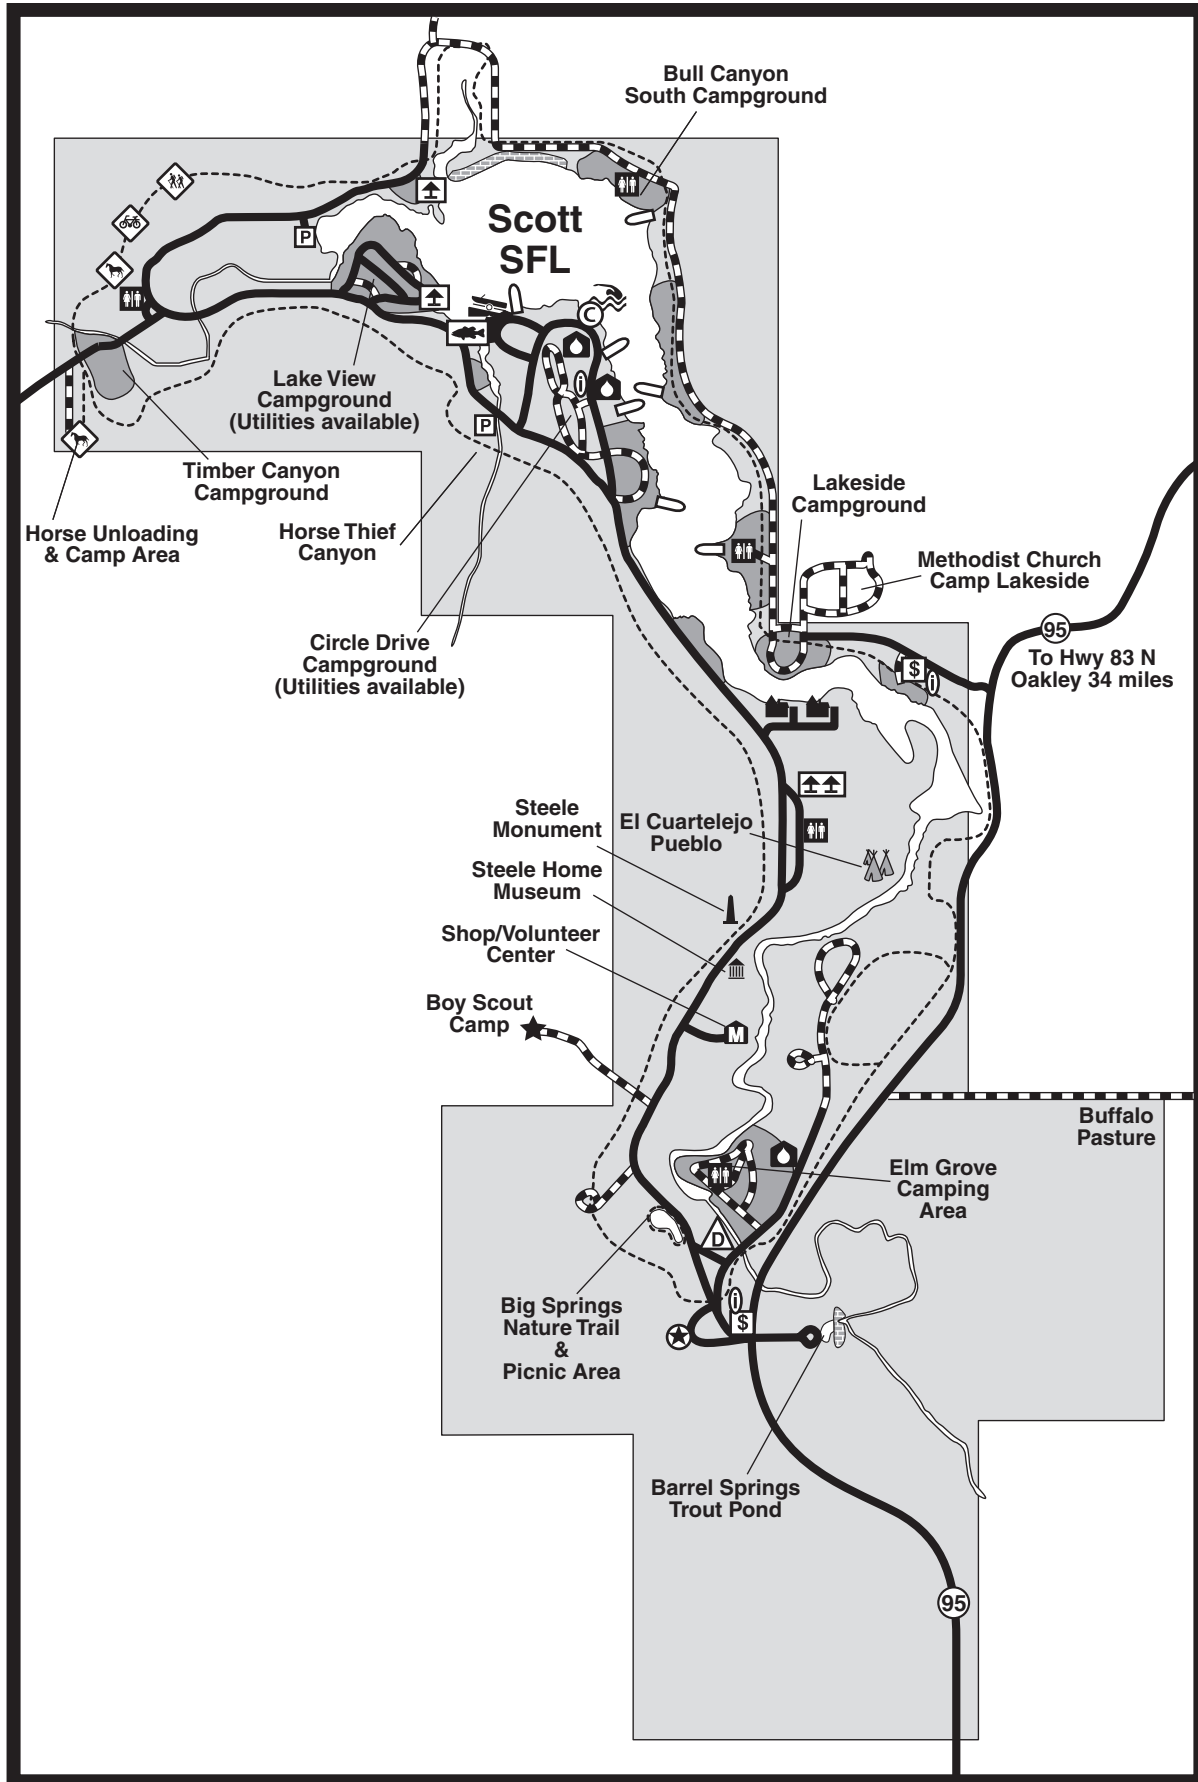 Bull Canyon
South Campground
Scott
SFL
P
C
i
Lake View
Campground
(Utilities available)
P
Timber Canyon
Campground
Lakeside
Campground
Horse Unloading
& Camp Area
Horse Thief
Canyon
Methodist Church
Camp Lakeside
95
To Hwy 83 N
Oakley 34 miles
Circle Drive
Campground
(Utilities available)
$
i
Steele
Monument
El Cuartelejo
Pueblo
Steele Home
Museum
Shop/Volunteer
Center
Boy Scout
Camp
M
Buffalo
Pasture
Elm Grove
Camping
Area
D
Big Springs
Nature Trail
&
Picnic Area
i
$
Barrel Springs
Trout Pond
95